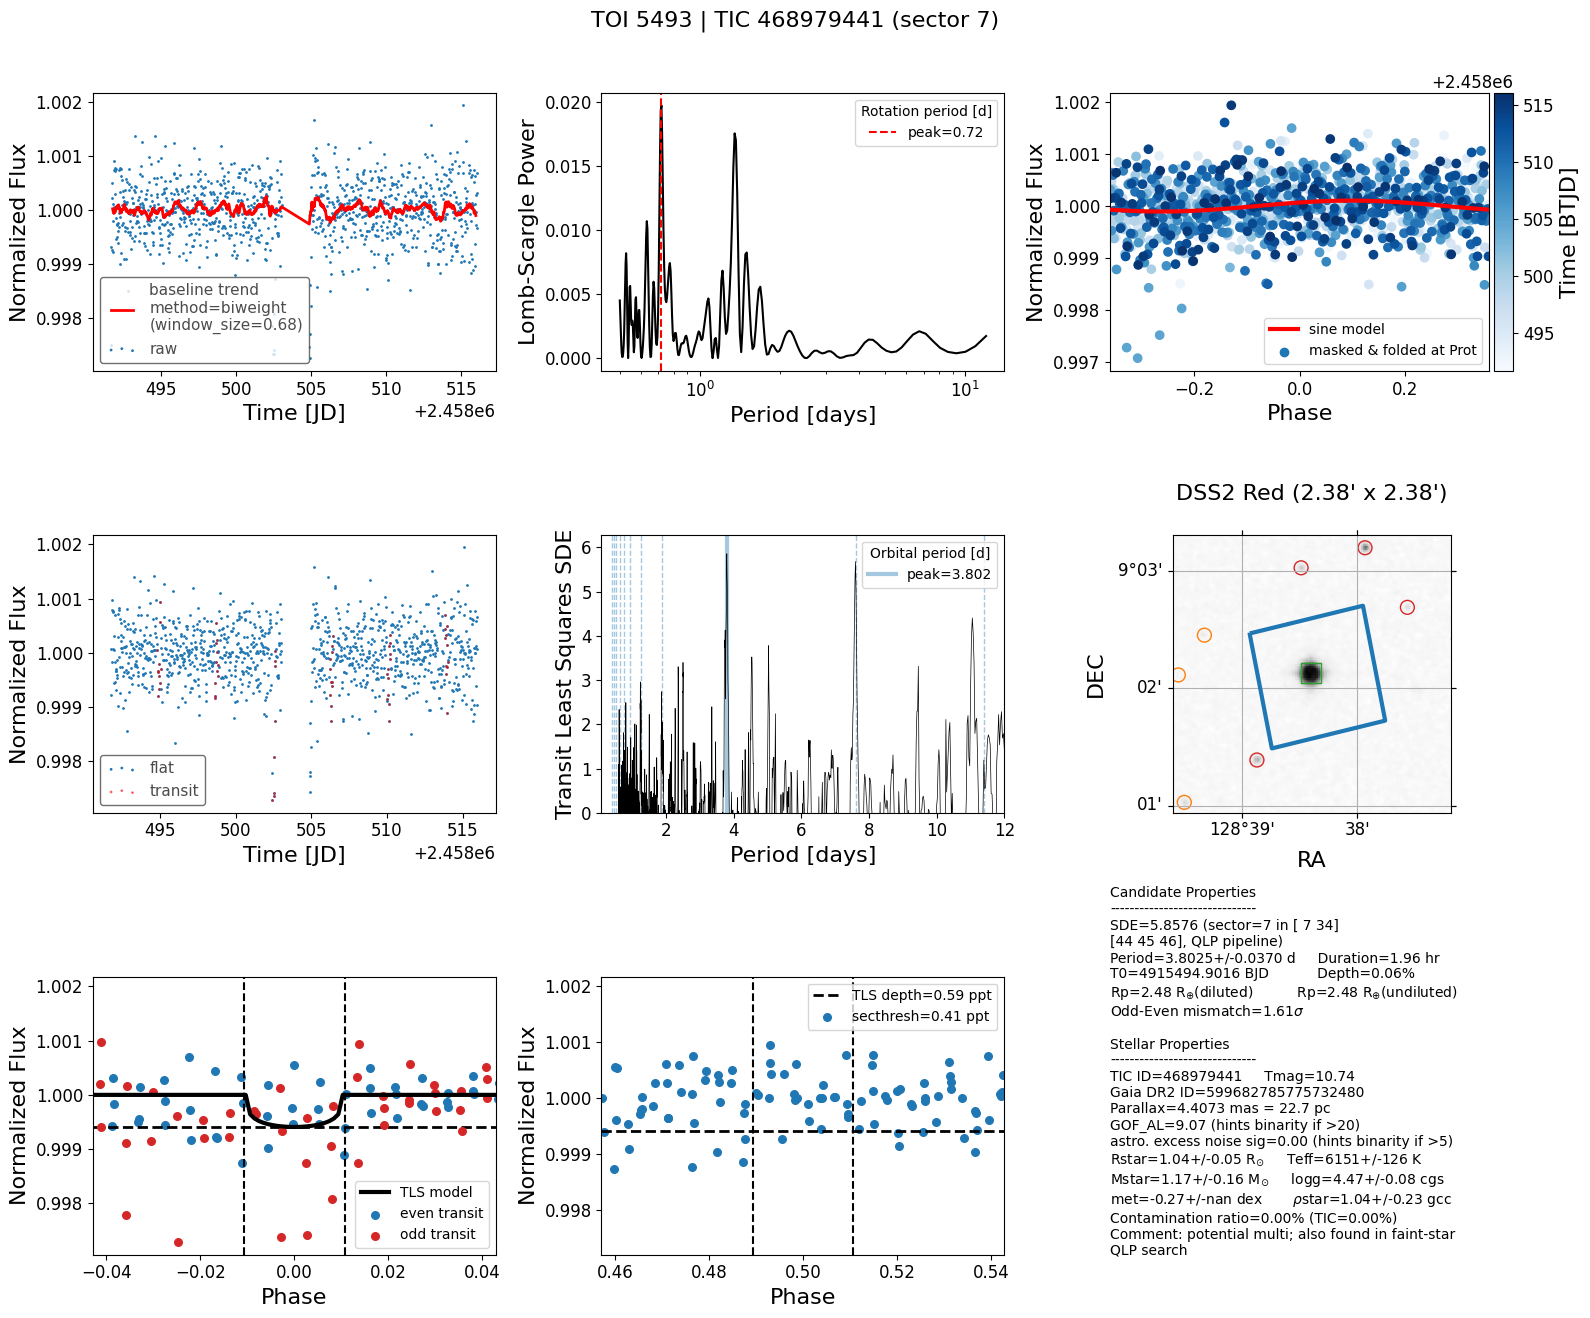 TOI 5493 | TIC 468979441 (sector 7)
Normalized Flux
1.002
1.001
1.000
0.999
0.998
baseline trend
method=biweight
(window_size=0.68)
raw
495
500
505
510
515
Time [JD]
+2.458e6
Lomb-Scargle Power
0.020
0.015
0.010
0.005
0.000
Rotation period [d]
peak=0.72
10^0
10^1
Period [days]
Normalized Flux
1.002
1.001
1.000
0.999
0.998
0.997
sine model
masked & folded at Prot
−0.2
0.0
0.2
Phase
+2.458e6
515
510
505
500
495
Time [BTJD]
Normalized Flux
1.002
1.001
1.000
0.999
0.998
flat
transit
495
500
505
510
515
Time [JD]
+2.458e6
Transit Least Squares SDE
6
5
4
3
2
1
0
Orbital period [d]
peak=3.802
2
4
6
8
10
12
Period [days]
DSS2 Red (2.38' x 2.38')
DEC
9°03'
02'
01'
128°39'
38'
RA
Normalized Flux
1.002
1.001
1.000
0.999
0.998
TLS model
even transit
odd transit
−0.04
−0.02
0.00
0.02
0.04
Phase
Normalized Flux
1.002
1.001
1.000
0.999
0.998
TLS depth=0.59 ppt
secthresh=0.41 ppt
0.46
0.48
0.50
0.52
0.54
Phase
Candidate Properties
------------------------------
SDE=5.8576 (sector=7 in [ 7 34]
[44 45 46], QLP pipeline)
Period=3.8025+/-0.0370 d Duration=1.96 hr
T0=4915494.9016 BJD Depth=0.06%
Rp=2.48 R⊕(diluted) Rp=2.48 R⊕(undiluted)
Odd-Even mismatch=1.61σ
Stellar Properties
------------------------------
TIC ID=468979441 Tmag=10.74
Gaia DR2 ID=599682785775732480
Parallax=4.4073 mas = 22.7 pc
GOF_AL=9.07 (hints binarity if >20)
astro. excess noise sig=0.00 (hints binarity if >5)
Rstar=1.04+/-0.05 R⊙ Teff=6151+/-126 K
Mstar=1.17+/-0.16 M⊙ logg=4.47+/-0.08 cgs
met=-0.27+/-nan dex ρstar=1.04+/-0.23 gcc
Contamination ratio=0.00% (TIC=0.00%)
Comment: potential multi; also found in faint-star
QLP search